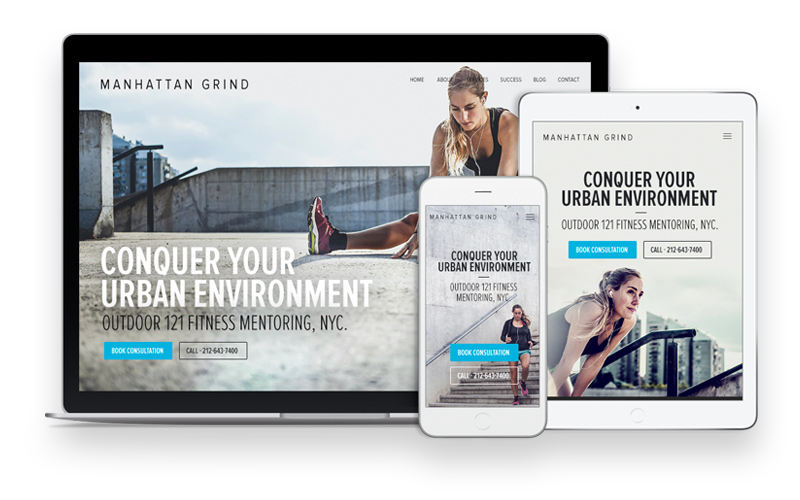 MANHATTAN GRIND
HOME ABOUT SERVICES SUCCESS BLOG CONTACT
CONQUER YOUR
URBAN ENVIRONMENT
OUTDOOR 121 FITNESS MENTORING, NYC.
BOOK CONSULTATION CALL - 212-643-7400
MANHATTAN GRIND
CONQUER YOUR
URBAN ENVIRONMENT
OUTDOOR 121 FITNESS
MENTORING, NYC.
BOOK CONSULTATION
CALL - 212-643-7400
MANHATTAN GRIND
CONQUER YOUR
URBAN ENVIRONMENT
OUTDOOR 121 FITNESS MENTORING, NYC.
BOOK CONSULTATION CALL - 212-643-7400